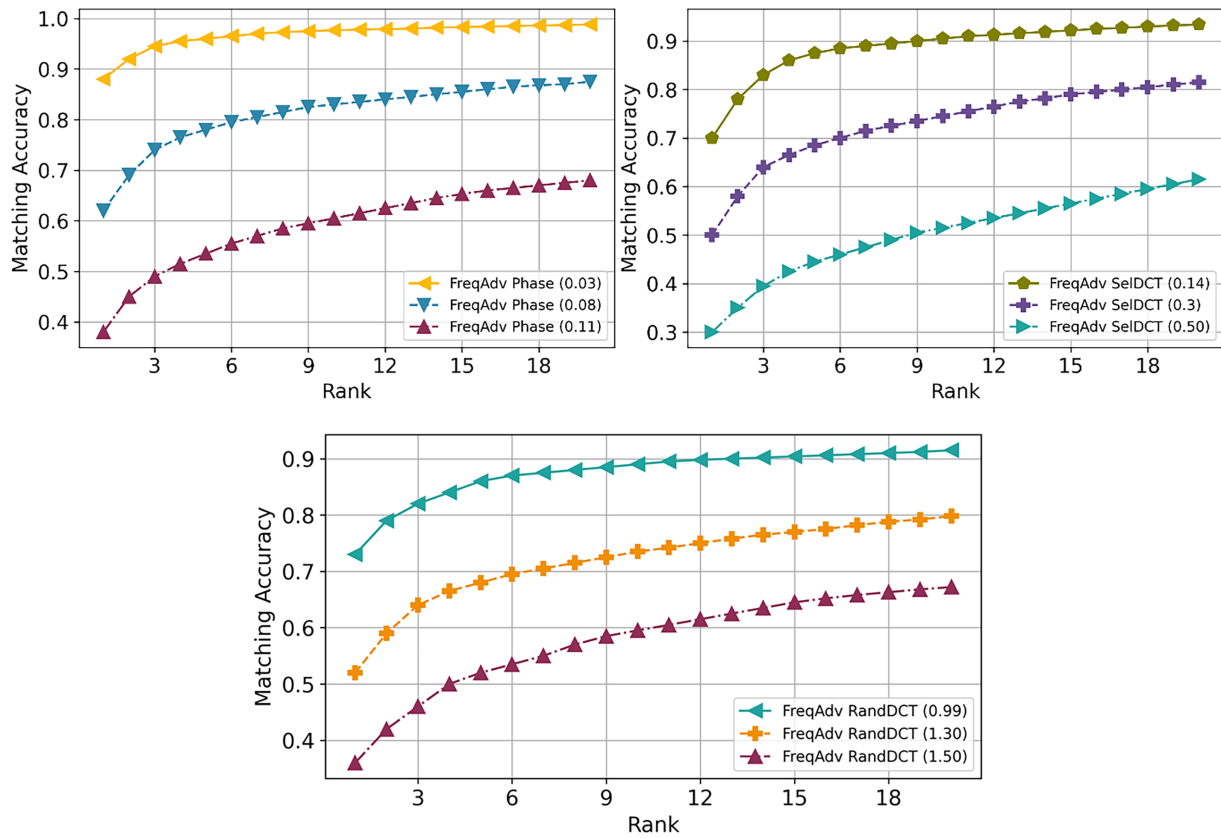 1.0
0.9
0.8
0.7
0.6
0.5
0.4
Matching Accuracy
FreqAdv Phase (0.03)
FreqAdv Phase (0.08)
FreqAdv Phase (0.11)
3 6 9 12 15 18
Rank
0.9
0.8
0.7
0.6
0.5
0.4
0.3
Matching Accuracy
FreqAdv SelDCT (0.14)
FreqAdv SelDCT (0.3)
FreqAdv SelDCT (0.50)
3 6 9 12 15 18
Rank
0.9
0.8
0.7
0.6
0.5
0.4
Matching Accuracy
FreqAdv RandDCT (0.99)
FreqAdv RandDCT (1.30)
FreqAdv RandDCT (1.50)
3 6 9 12 15 18
Rank